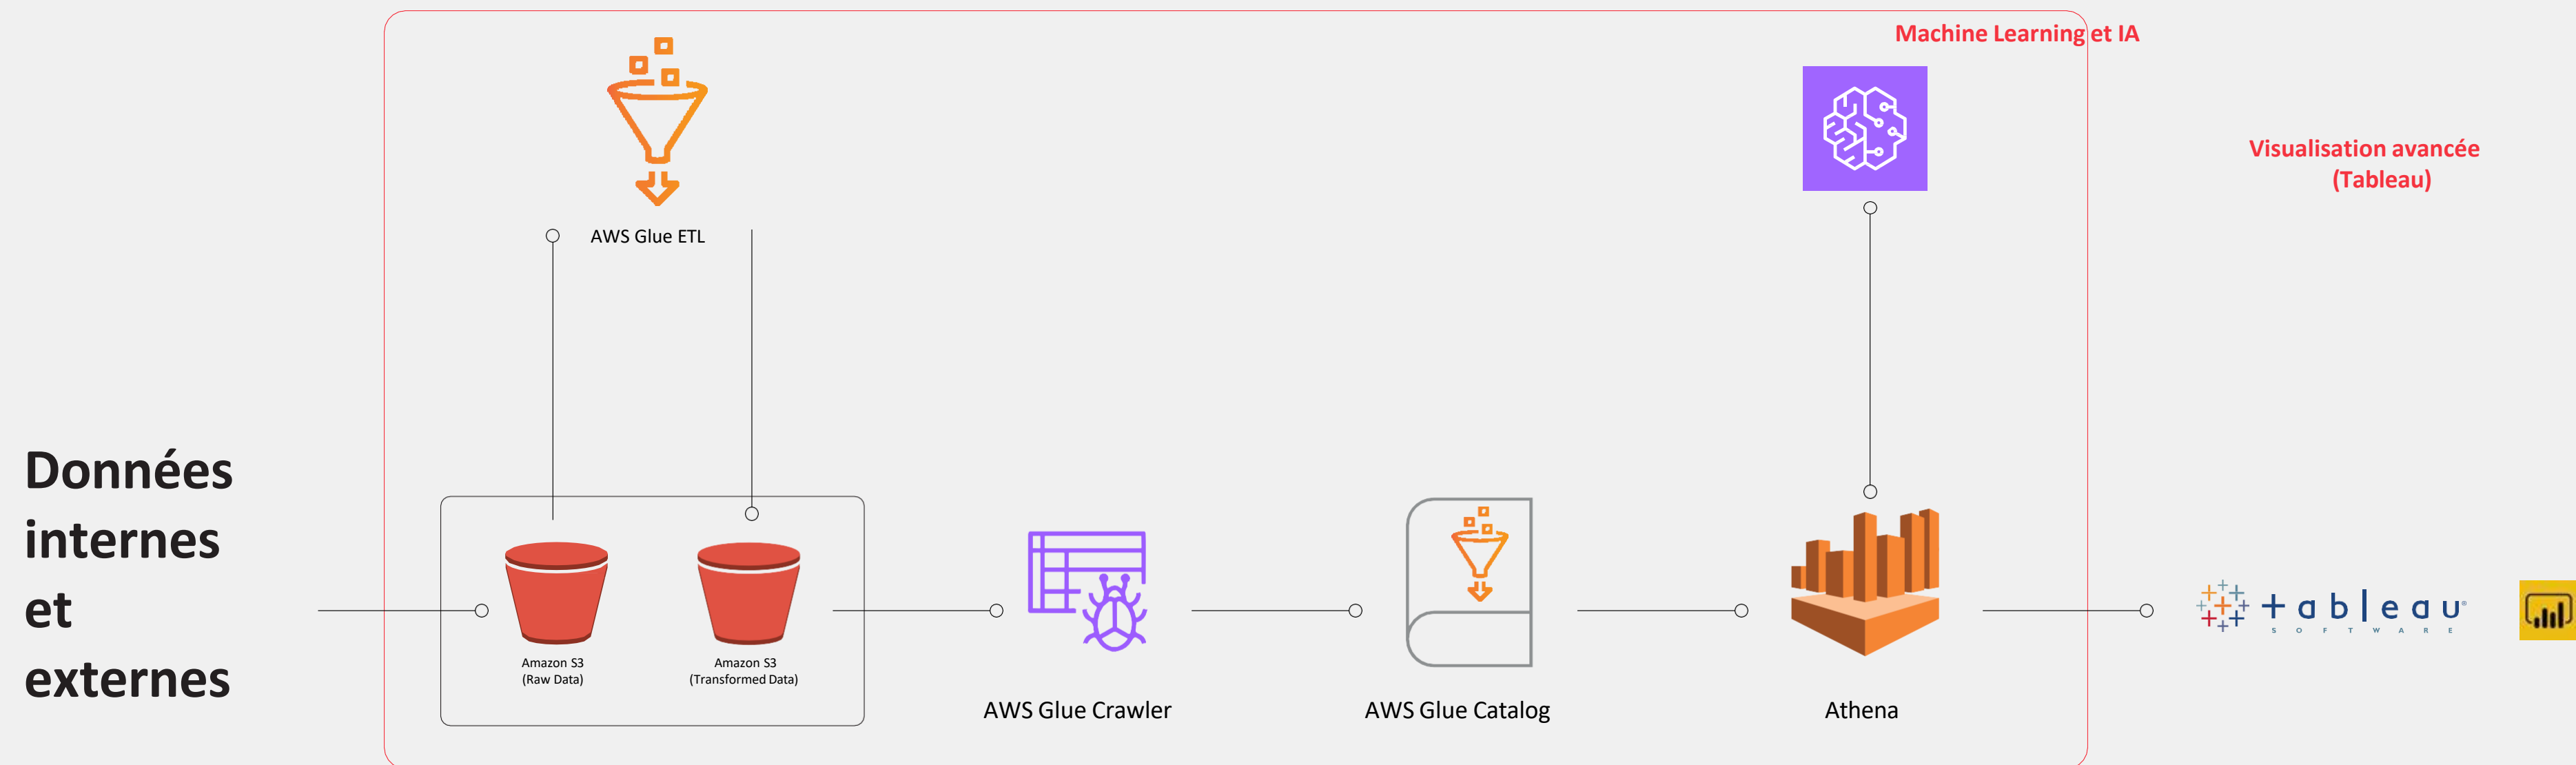 Machine Learning et IA
Visualisation avancée
(Tableau)
AWS Glue ETL
Données
internes
et
externes
Amazon S3
(Raw Data)
Amazon S3
(Transformed Data)
AWS Glue Crawler
AWS Glue Catalog
Athena
+ableau®
SOFTWARE